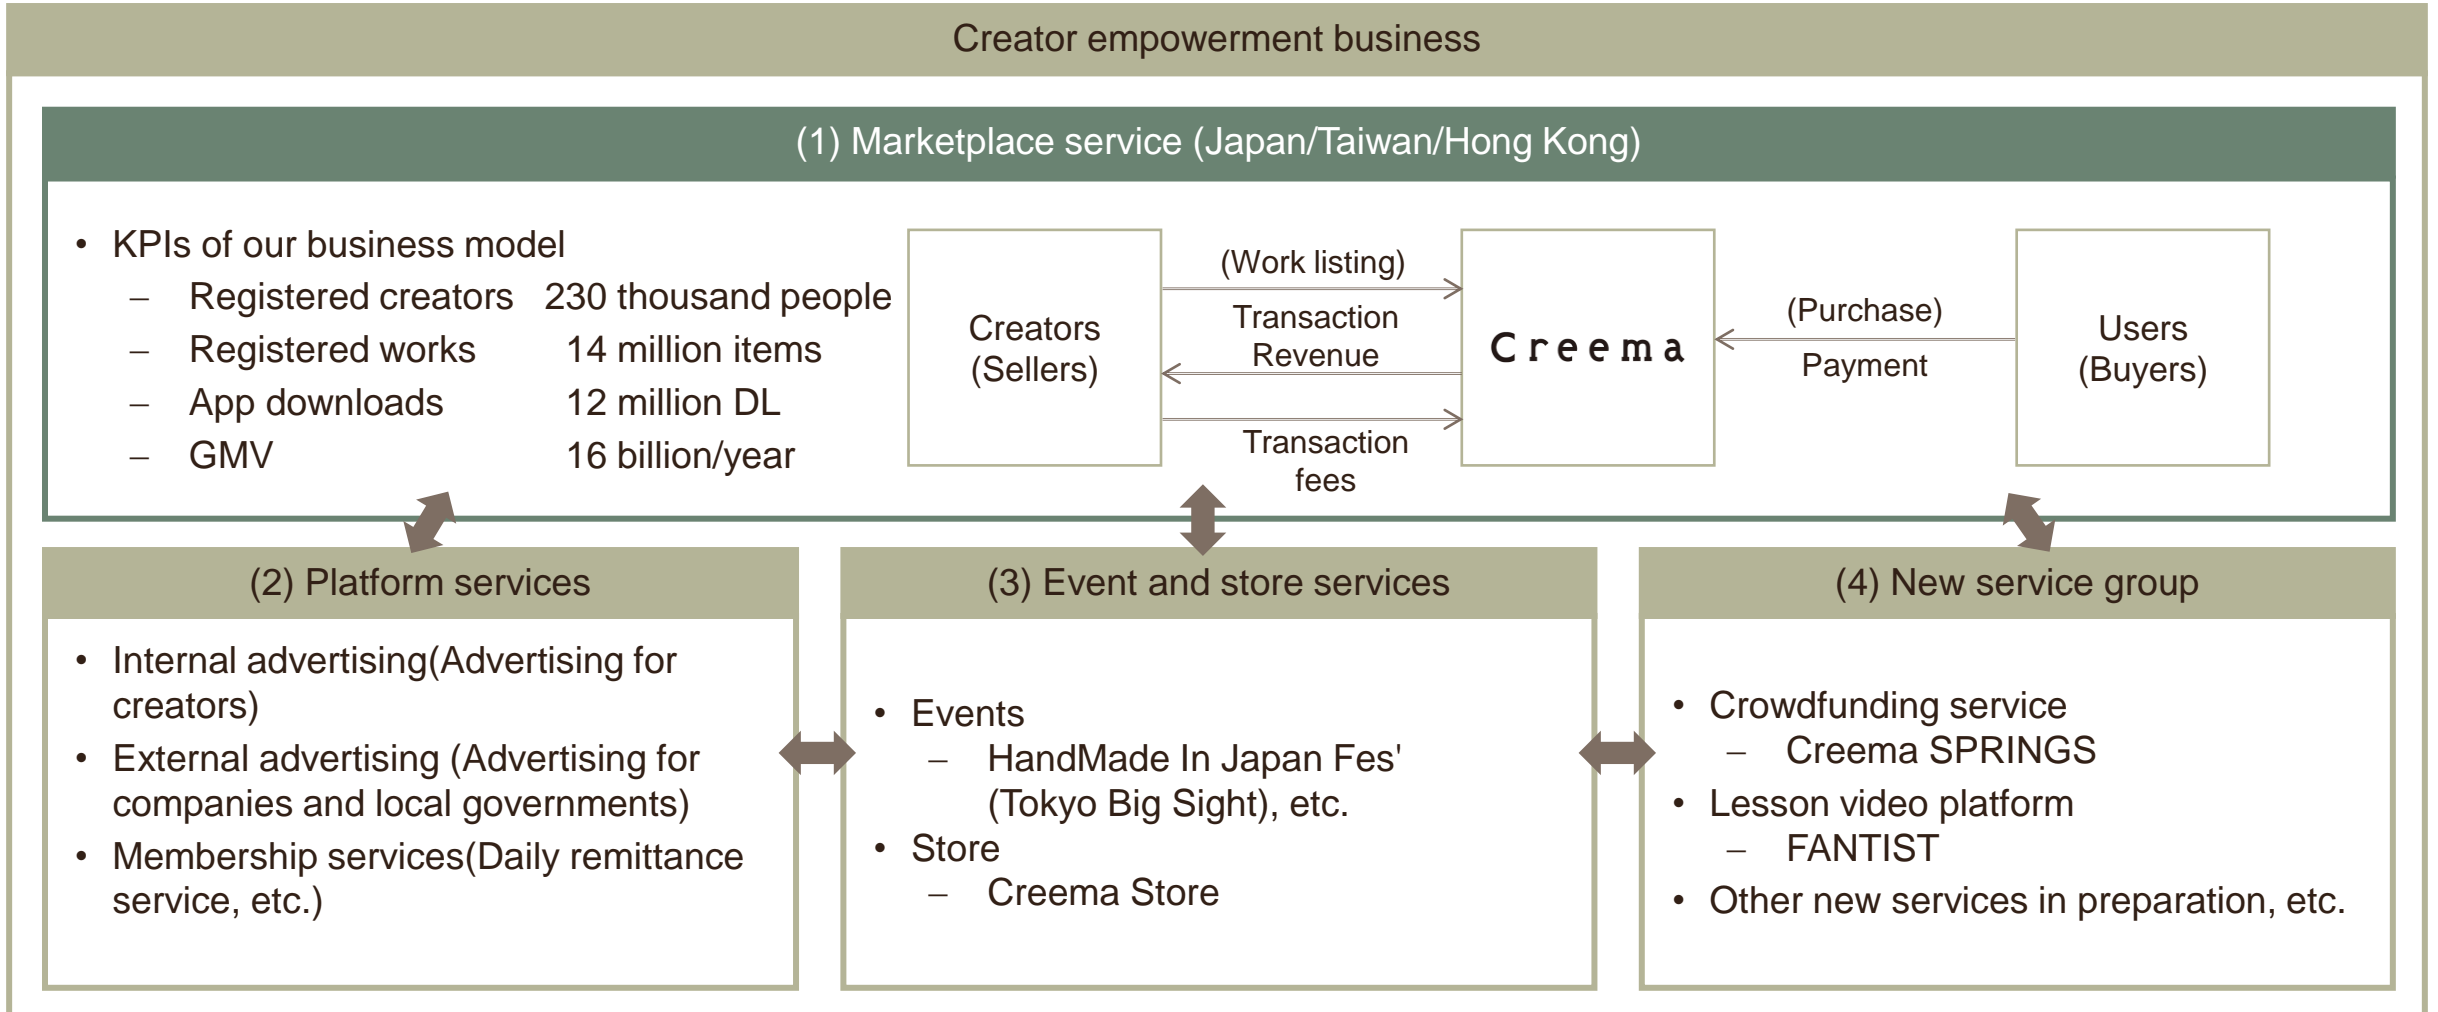 Creator empowerment business
(1) Marketplace service (Japan/Taiwan/Hong Kong)
• KPIs of our business model
– Registered creators 230 thousand people
– Registered works 14 million items
– App downloads 12 million DL
– GMV 16 billion/year
Creators
(Sellers)
(Work listing)
Transaction
Revenue
Transaction
fees
Creema
(Purchase)
Payment
Users
(Buyers)
(2) Platform services
• Internal advertising(Advertising for
creators)
• External advertising (Advertising for
companies and local governments)
• Membership services(Daily remittance
service, etc.)
(3) Event and store services
• Events
– HandMade In Japan Fes'
(Tokyo Big Sight), etc.
• Store
– Creema Store
(4) New service group
• Crowdfunding service
– Creema SPRINGS
• Lesson video platform
– FANTIST
• Other new services in preparation, etc.